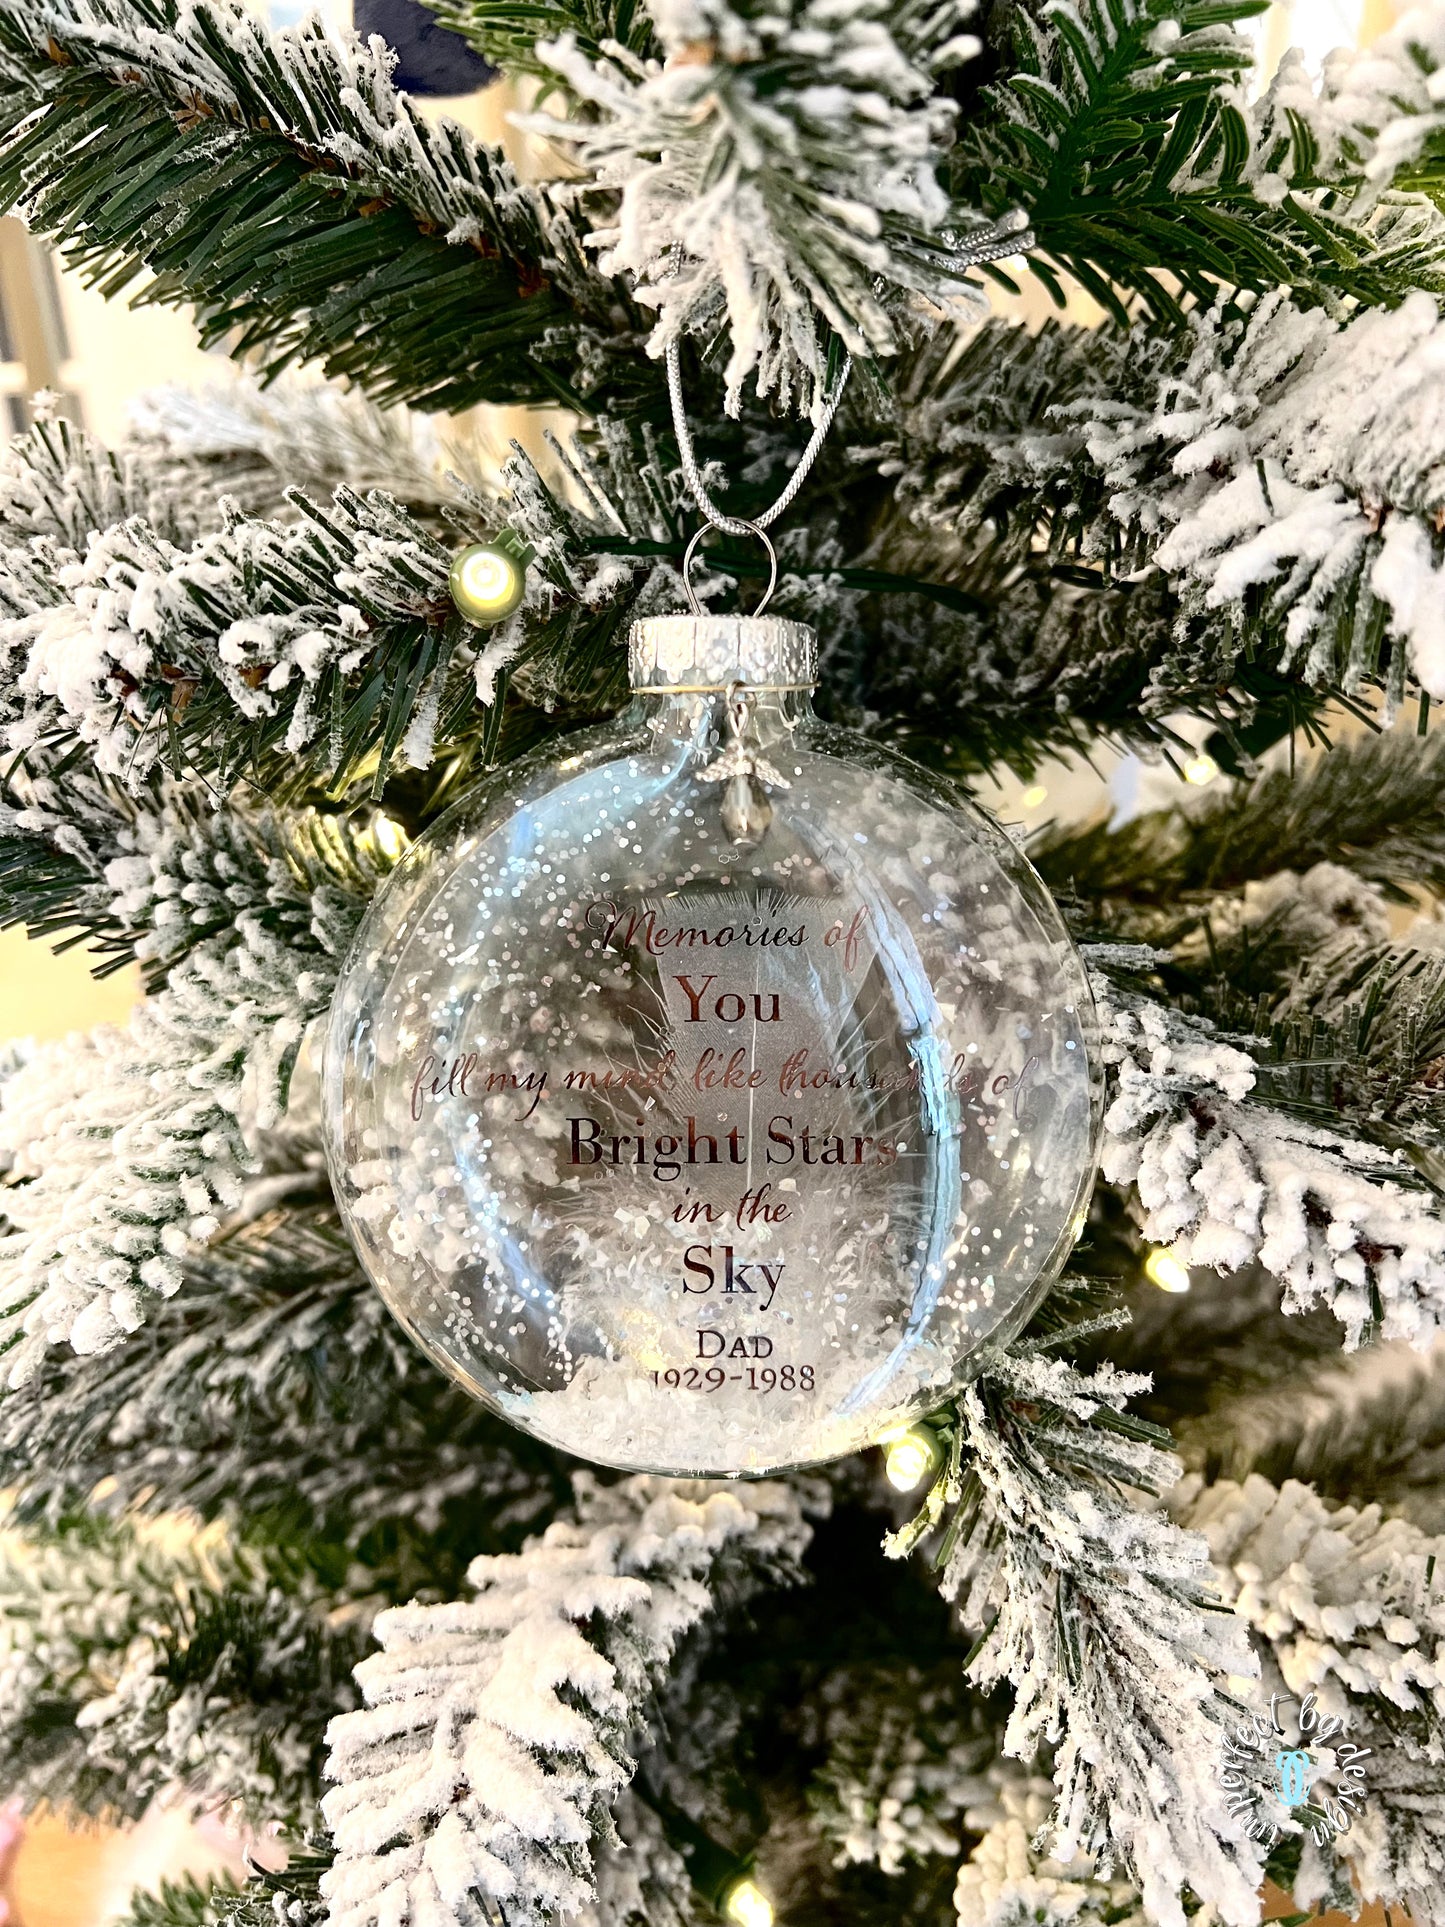 Memories of
You
fill my mind like thousands of
Bright Stars
in the
Sky
Dad
1929-1988
imperfect by design